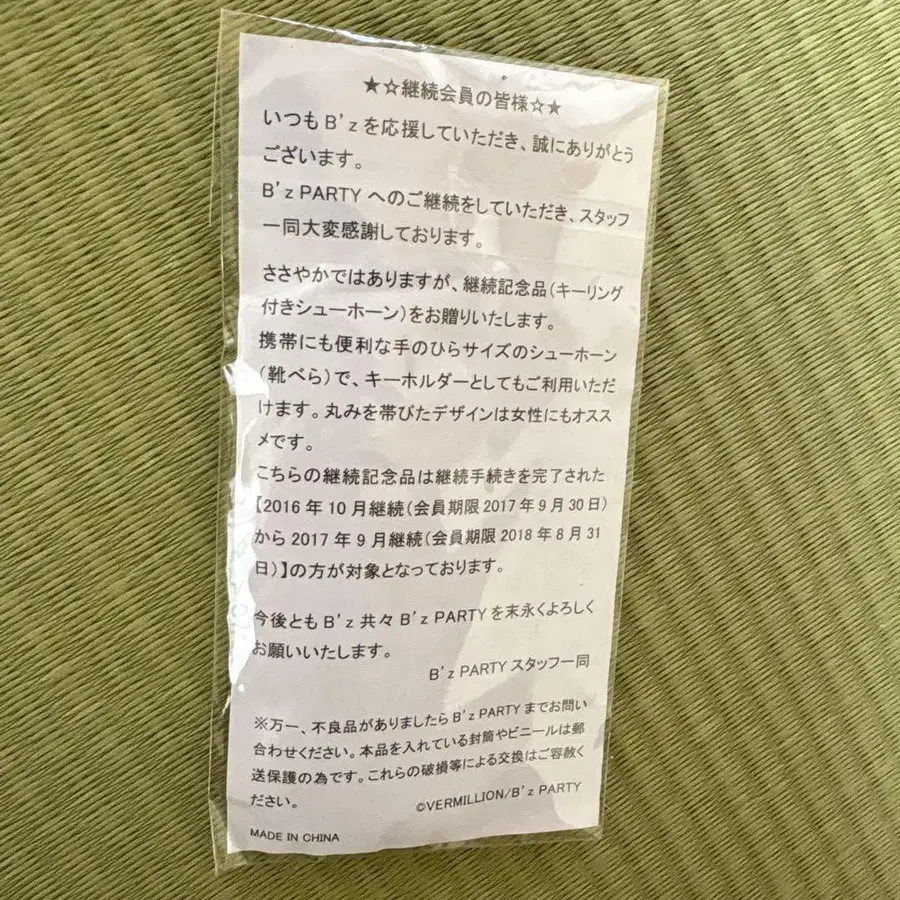 ★☆継続会員の皆様☆★
いつもB'zを応援していただき、誠にありがとう
ございます。
B'z PARTY へのご継続をしていただき、スタッフ
一同大変感謝しております。
ささやかではありますが、継続記念品(キーリング
付きシューホーン)をお贈りいたします。
携帯にも便利な手のひらサイズのシューホーン
(靴べら)で、キーホルダーとしてもご利用いただ
けます。丸みを帯びたデザインは女性にもオスス
メです。
こちらの継続記念品は継続手続きを完了された
【2016年10月継続(会員期限2017年9月30日)
から2017年9月継続(会員期限2018年8月31
日)】の方が対象となっております。
今後ともB'z共々B'z PARTYを末永くよろしく
お願いいたします。
B'z PARTYスタッフ一同
※万一、不良品がありましたらB'z PARTYまでお問い
合わせください。本品を入れている封筒やビニールは郵
送保護の為です。これらの破損等による交換はご容赦く
ださい。
©VERMILLION/B'z PARTY
MADE IN CHINA